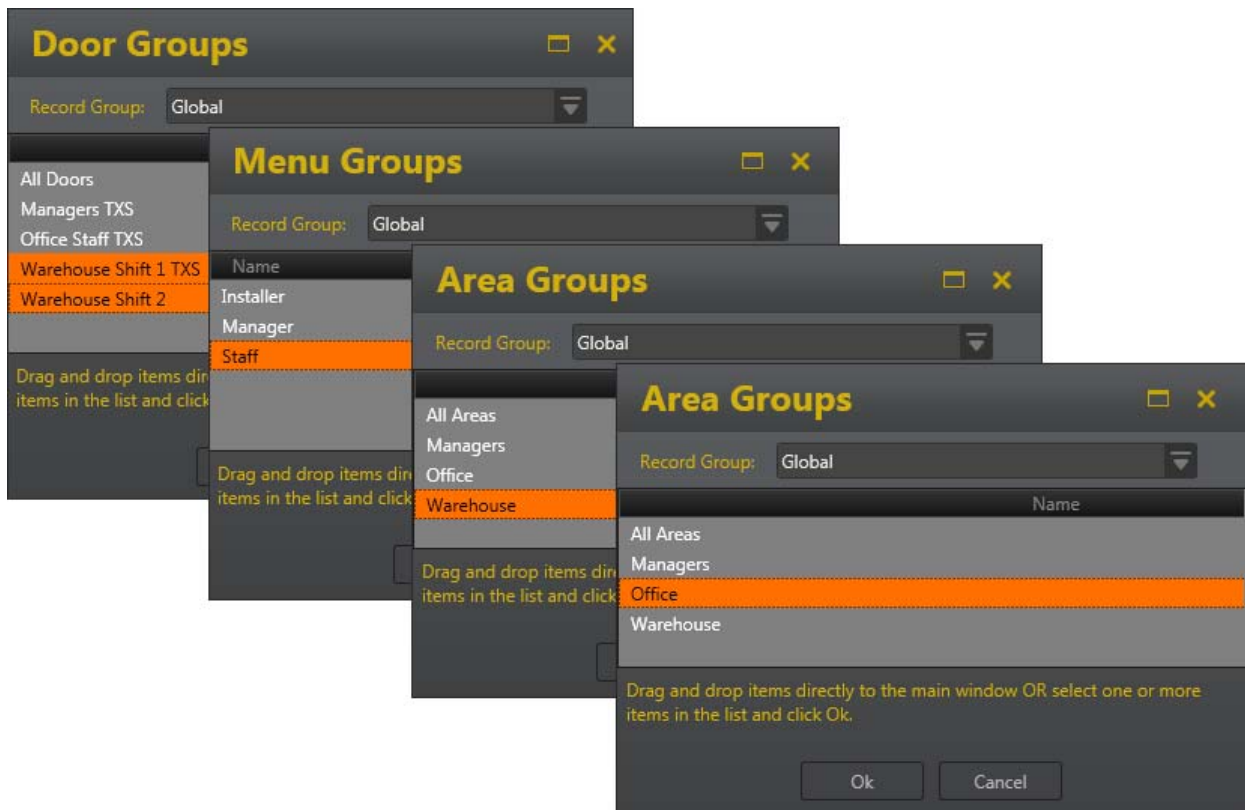 Door Groups
Record Group: Global
All Doors
Managers TXS
Office Staff TXS
Warehouse Shift 1 TXS
Warehouse Shift 2
Drag and drop items
items in the list and click
Menu Groups
Record Group: Global
Name
Installer
Manager
Staff
Drag and drop items
items in the list and click
Area Groups
Record Group: Global
All Areas
Managers
Office
Warehouse
Drag and drop items
items in the list and click
Area Groups
Record Group: Global
Name
All Areas
Managers
Office
Warehouse
Drag and drop items directly to the main window OR select one or more
items in the list and click Ok.
Ok Cancel